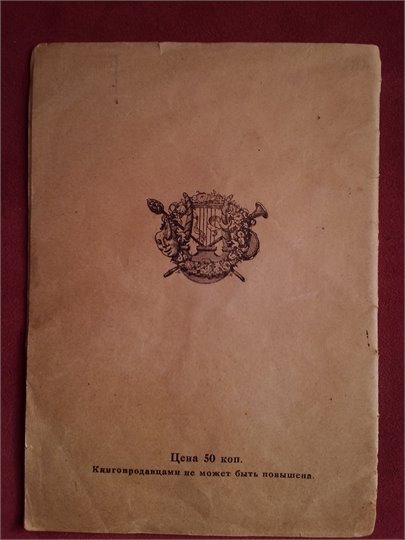 Цена 50 коп.
Книгопродавцами не может быть повышена.